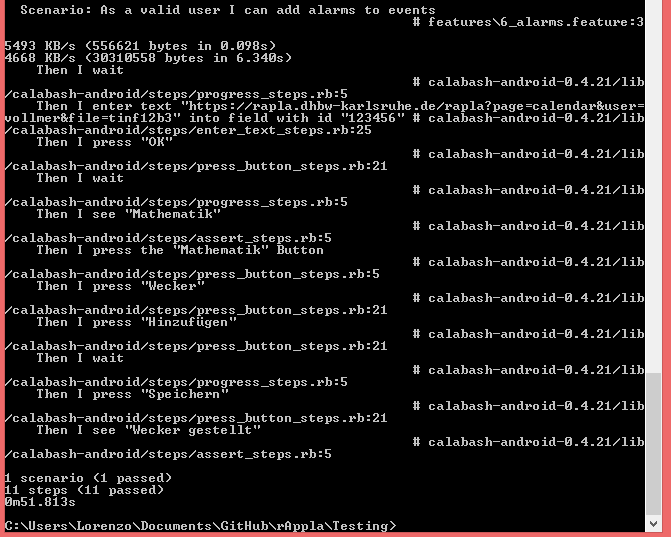 Scenario: As a valid user I can add alarms to events
# features\6_alarms.feature:3
5493 KB/s (556621 bytes in 0.098s)
4668 KB/s (30310558 bytes in 6.340s)
Then I wait
# calabash-android-0.4.21/lib
/calabash-android/steps/progress_steps.rb:5
Then I enter text "https://rapla.dhbw-karlsruhe.de/rapla?page=calendar&user=
vollmer&file=tinf12b3" into field with id "123456" # calabash-android-0.4.21/lib
/calabash-android/steps/enter_text_steps.rb:25
Then I press "OK"
# calabash-android-0.4.21/lib
/calabash-android/steps/press_button_steps.rb:21
Then I wait
# calabash-android-0.4.21/lib
/calabash-android/steps/progress_steps.rb:5
Then I see "Mathematik"
# calabash-android-0.4.21/lib
/calabash-android/steps/assert_steps.rb:5
Then I press the "Mathematik" Button
# calabash-android-0.4.21/lib
/calabash-android/steps/press_button_steps.rb:5
Then I press "Wecker"
# calabash-android-0.4.21/lib
/calabash-android/steps/press_button_steps.rb:21
Then I press "Hinzufügen"
# calabash-android-0.4.21/lib
/calabash-android/steps/press_button_steps.rb:21
Then I wait
# calabash-android-0.4.21/lib
/calabash-android/steps/progress_steps.rb:5
Then I press "Speichern"
# calabash-android-0.4.21/lib
/calabash-android/steps/press_button_steps.rb:21
Then I see "Wecker gestellt"
# calabash-android-0.4.21/lib
/calabash-android/steps/assert_steps.rb:5
1 scenario (1 passed)
11 steps (11 passed)
0m51.813s
C:\Users\Lorenzo\Documents\GitHub\rAppla\Testing>